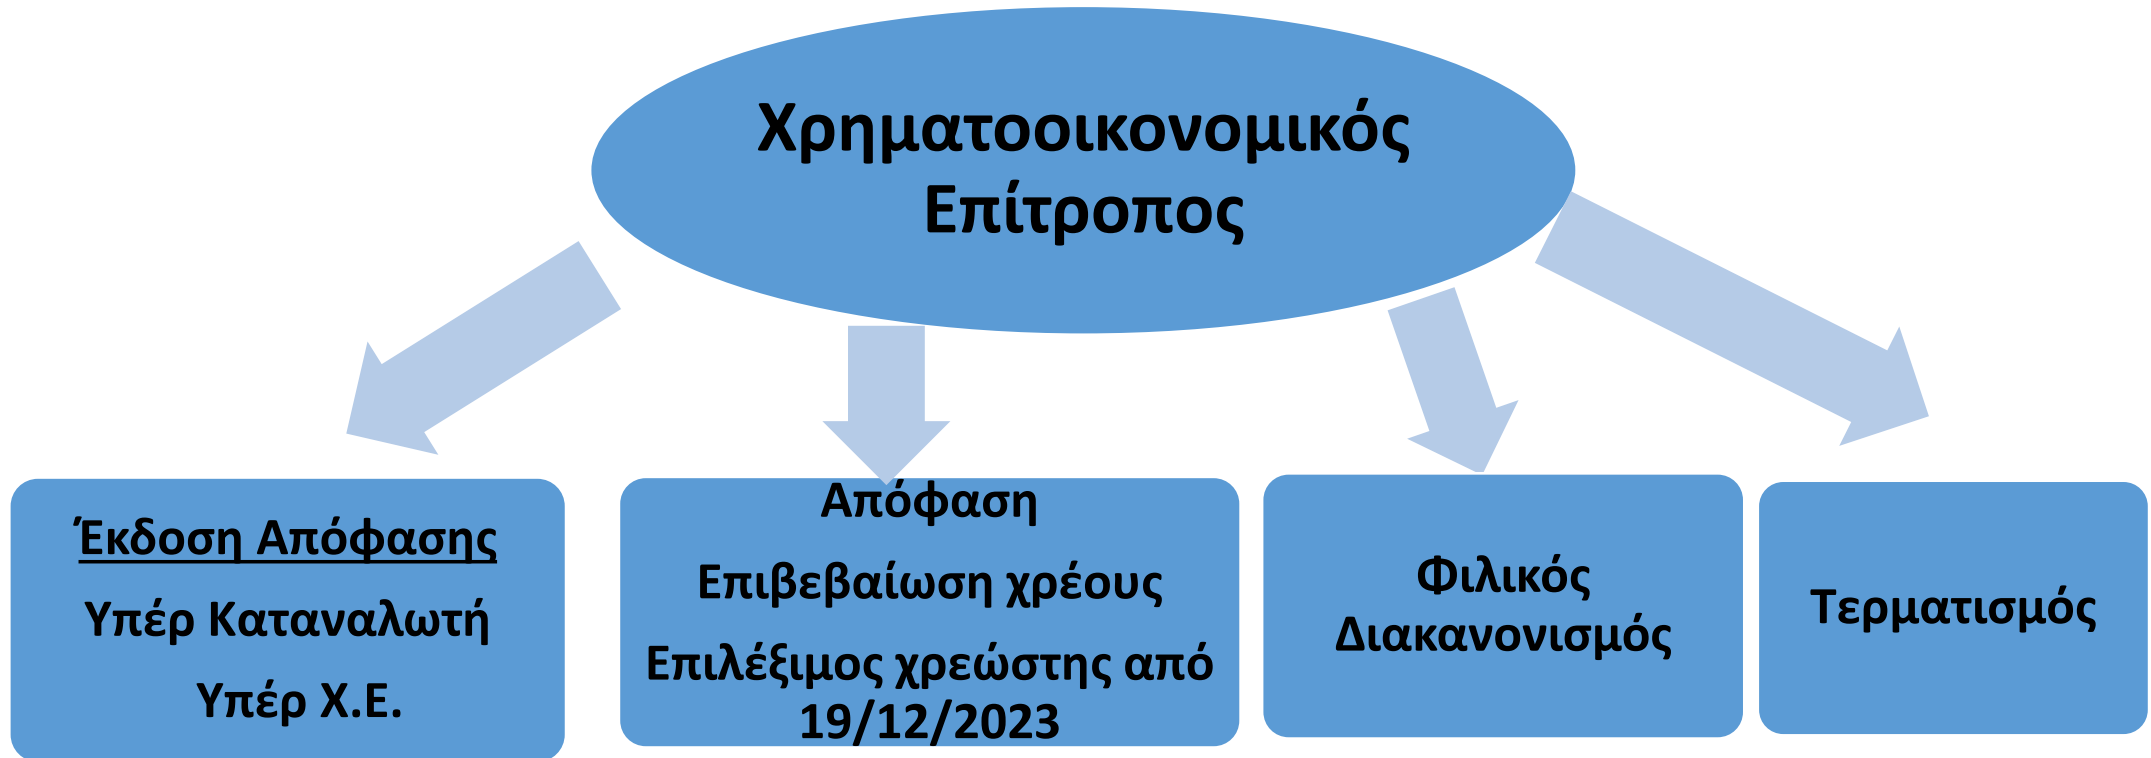 Χρηματοοικονομικός
Επίτροπος
Έκδοση Απόφασης
Υπέρ Καταναλωτή
Υπέρ Χ.Ε.
Απόφαση
Επιβεβαίωση χρέους
Επιλέξιμος χρεώστης από
19/12/2023
Φιλικός
Διακανονισμός
Τερματισμός